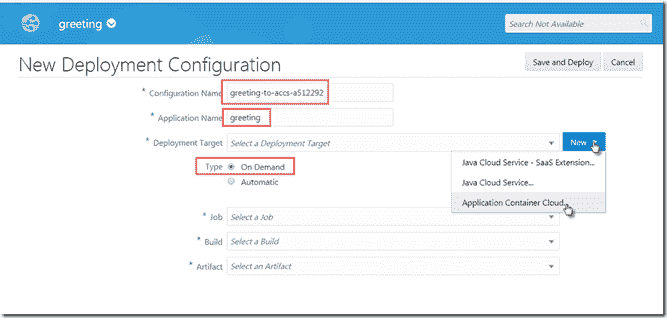 greeting
Search Not Available
New Deployment Configuration
Save and Deploy
Cancel
* Configuration Name
greeting-to-accs-a512292
* Application Name
greeting
* Deployment Target
Select a Deployment Target
New
Java Cloud Service - SaaS Extension...
Java Cloud Service...
Application Container Cloud...
Type
On Demand
Automatic
* Job
Select a Job
* Build
Select a Build
* Artifact
Select an Artifact